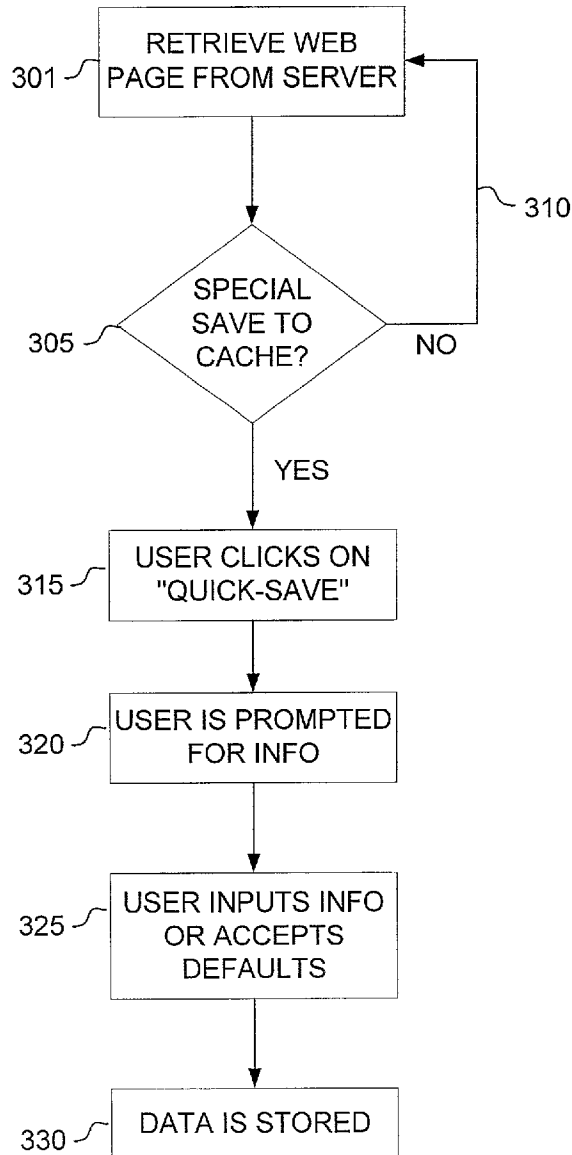 RETRIEVE WEB
PAGE FROM SERVER
301
310
SPECIAL
SAVE TO
CACHE?
305
NO
YES
USER CLICKS ON
"QUICK-SAVE"
315
USER IS PROMPTED
FOR INFO
320
USER INPUTS INFO
OR ACCEPTS
DEFAULTS
325
DATA IS STORED
330